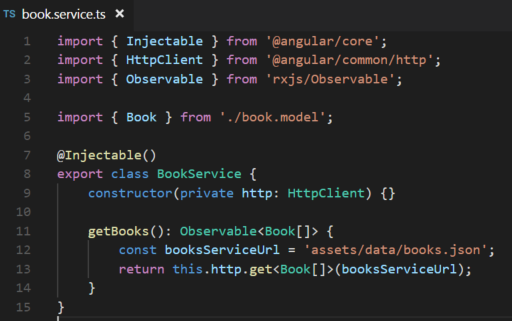 TS book.service.ts ×
1 import { Injectable } from '@angular/core';
2 import { HttpClient } from '@angular/common/http';
3 import { Observable } from 'rxjs/Observable';
4
5 import { Book } from './book.model';
6
7 @Injectable()
8 export class BookService {
9     constructor(private http: HttpClient) {}
10
11     getBooks(): Observable<Book[]> {
12         const booksServiceUrl = 'assets/data/books.json';
13         return this.http.get<Book[]>(booksServiceUrl);
14     }
15 }